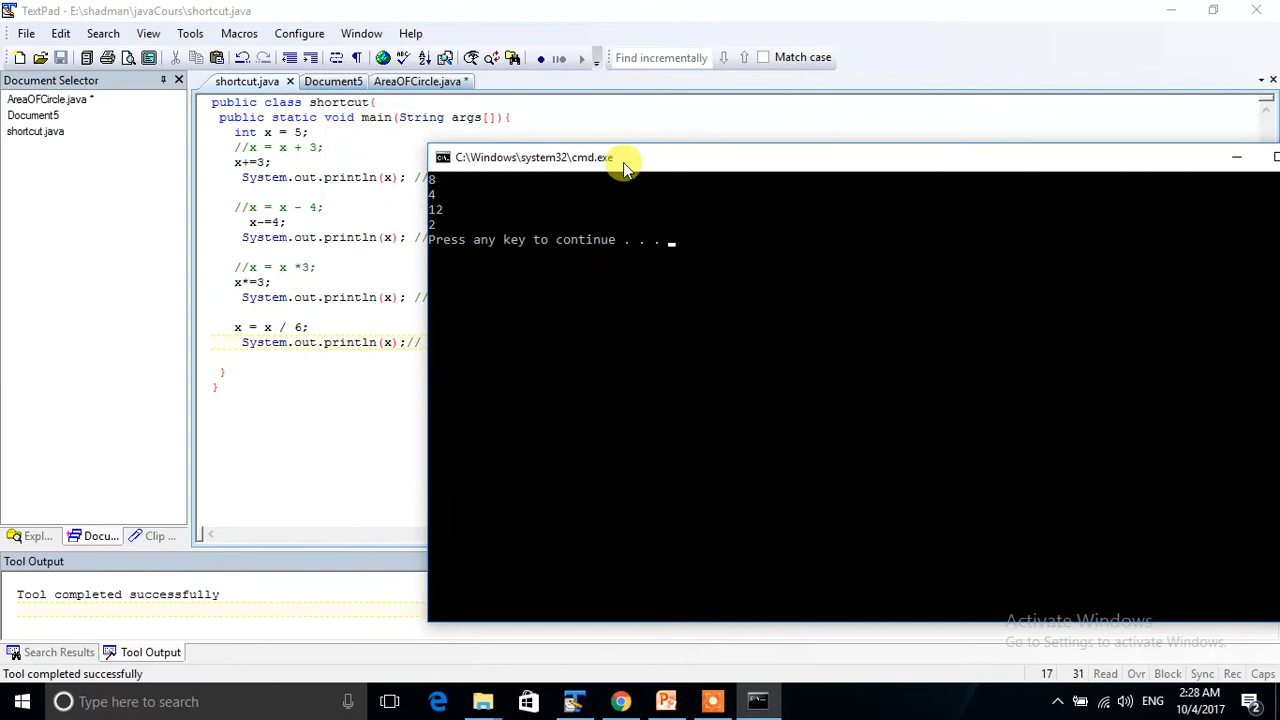 TextPad - E:\shadman\javaCours\shortcut.java
File Edit Search View Tools Macros Configure Window Help
Find incrementally Match case
Document Selector
AreaOFCircle.java *
Document5
shortcut.java
shortcut.java Document5 AreaOFCircle.java *
public class shortcut{
public static void main(String args[]){
int x = 5;
//x = x + 3;
x+=3;
System.out.println(x); //
//x = x - 4;
x-=4;
System.out.println(x); //
//x = x *3;
x*=3;
System.out.println(x); //
x = x / 6;
System.out.println(x);//
}
}
C:\Windows\system32\cmd.exe
8
4
12
2
Press any key to continue . . .
Expl... Docu... Clip ...
Tool Output
Tool completed successfully
Activate Windows
Go to Settings to activate Windows.
Search Results Tool Output
Tool completed successfully 17 31 Read Ovr Block Sync Rec Caps
Type here to search
ENG 2:28 AM
10/4/2017
2